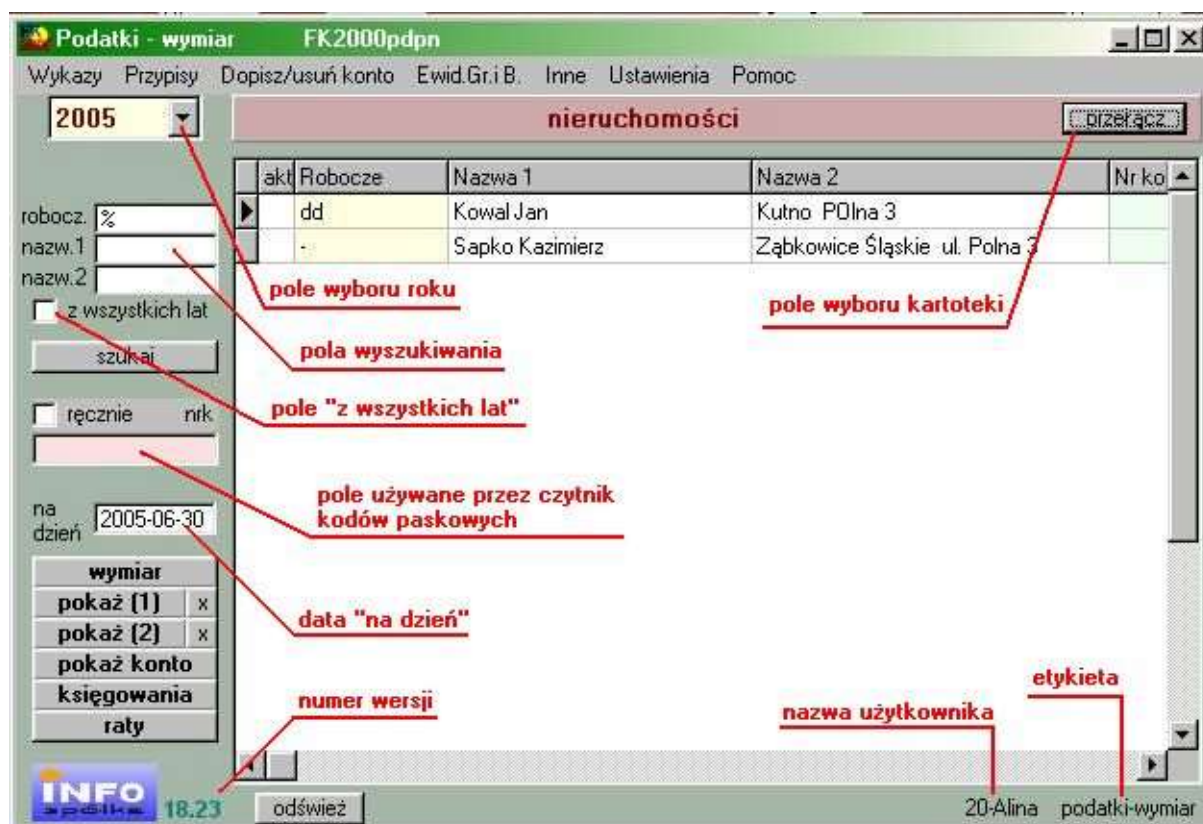 Podatki - wymiar FK2000pdpn
Wykazy Przypisy Dopisz/usuń konto Ewid.Gr.i B. Inne Ustawienia Pomoc
2005 nieruchomości przełącz
akt Robocze Nazwa 1 Nazwa 2 Nr ko
dd Kowal Jan Kutno POlna 3
- Sapko Kazimierz Ząbkowice Śląskie ul. Polna 3
robocz. %
nazw.1
nazw.2
z wszystkich lat
szukaj
ręcznie nrk
na dzień 2005-06-30
wymiar
pokaż (1) x
pokaż (2) x
pokaż konto
księgowania
raty
pole wyboru roku
pole wyboru kartoteki
pola wyszukiwania
pole "z wszystkich lat"
pole używane przez czytnik
kodów paskowych
data "na dzień"
numer wersji
etykieta
nazwa użytkownika
INFO
18.23 odśwież 20-Alina podatki-wymiar